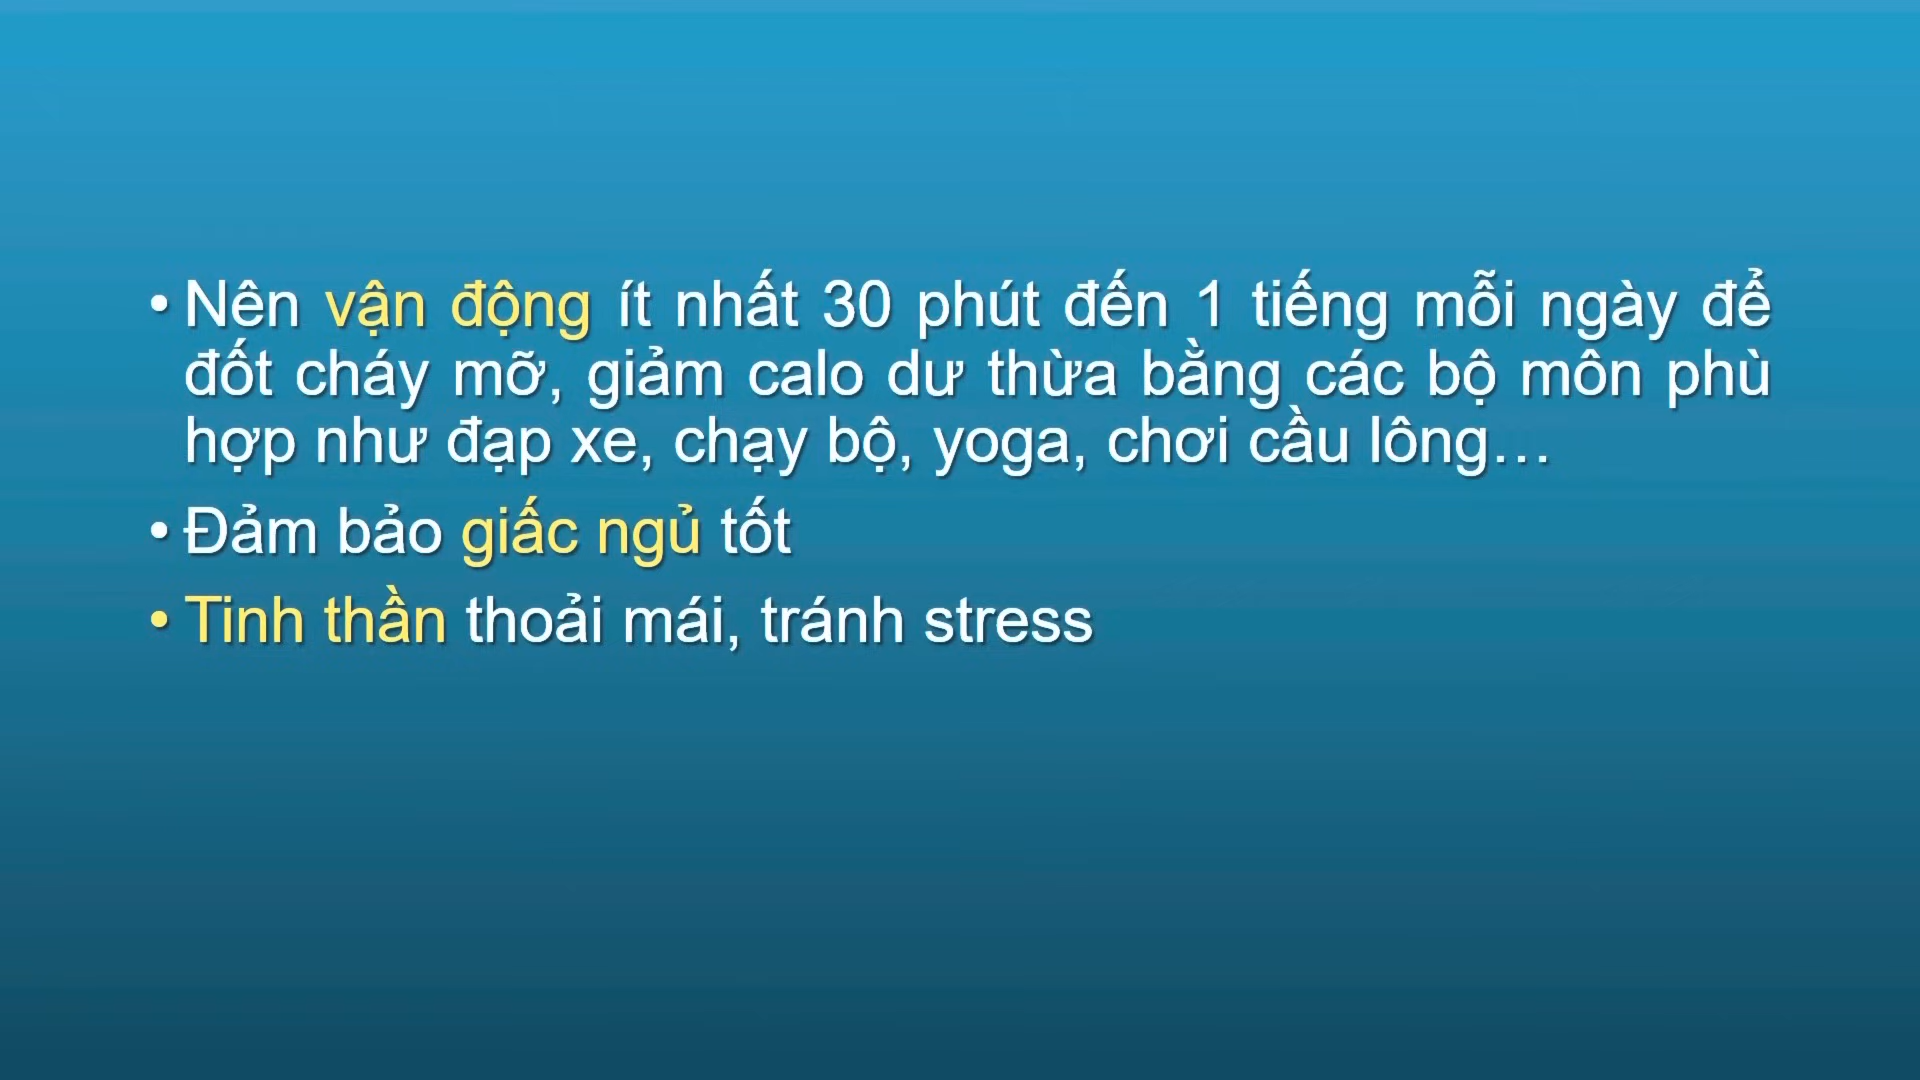 • Nên vận động ít nhất 30 phút đến 1 tiếng mỗi ngày để
đốt cháy mỡ, giảm calo dư thừa bằng các bộ môn phù
hợp như đạp xe, chạy bộ, yoga, chơi cầu lông…
• Đảm bảo giấc ngủ tốt
• Tinh thần thoải mái, tránh stress